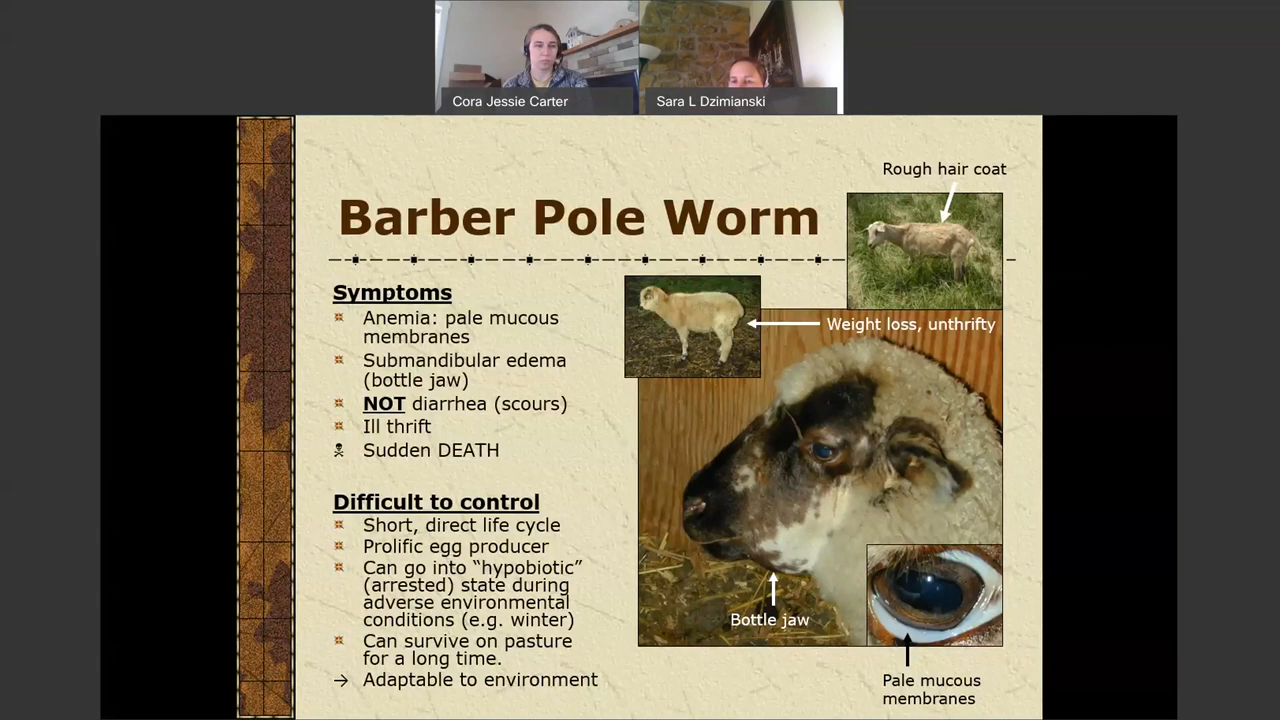 Cora Jessie Carter
Sara L Dzimianski
Rough hair coat
Barber Pole Worm
Symptoms
Anemia: pale mucous
membranes
Submandibular edema
(bottle jaw)
NOT diarrhea (scours)
Ill thrift
Sudden DEATH
Weight loss, unthrifty
Difficult to control
Short, direct life cycle
Prolific egg producer
Can go into “hypobiotic”
(arrested) state during
adverse environmental
conditions (e.g. winter)
Can survive on pasture
for a long time.
→ Adaptable to environment
Bottle jaw
Pale mucous
membranes